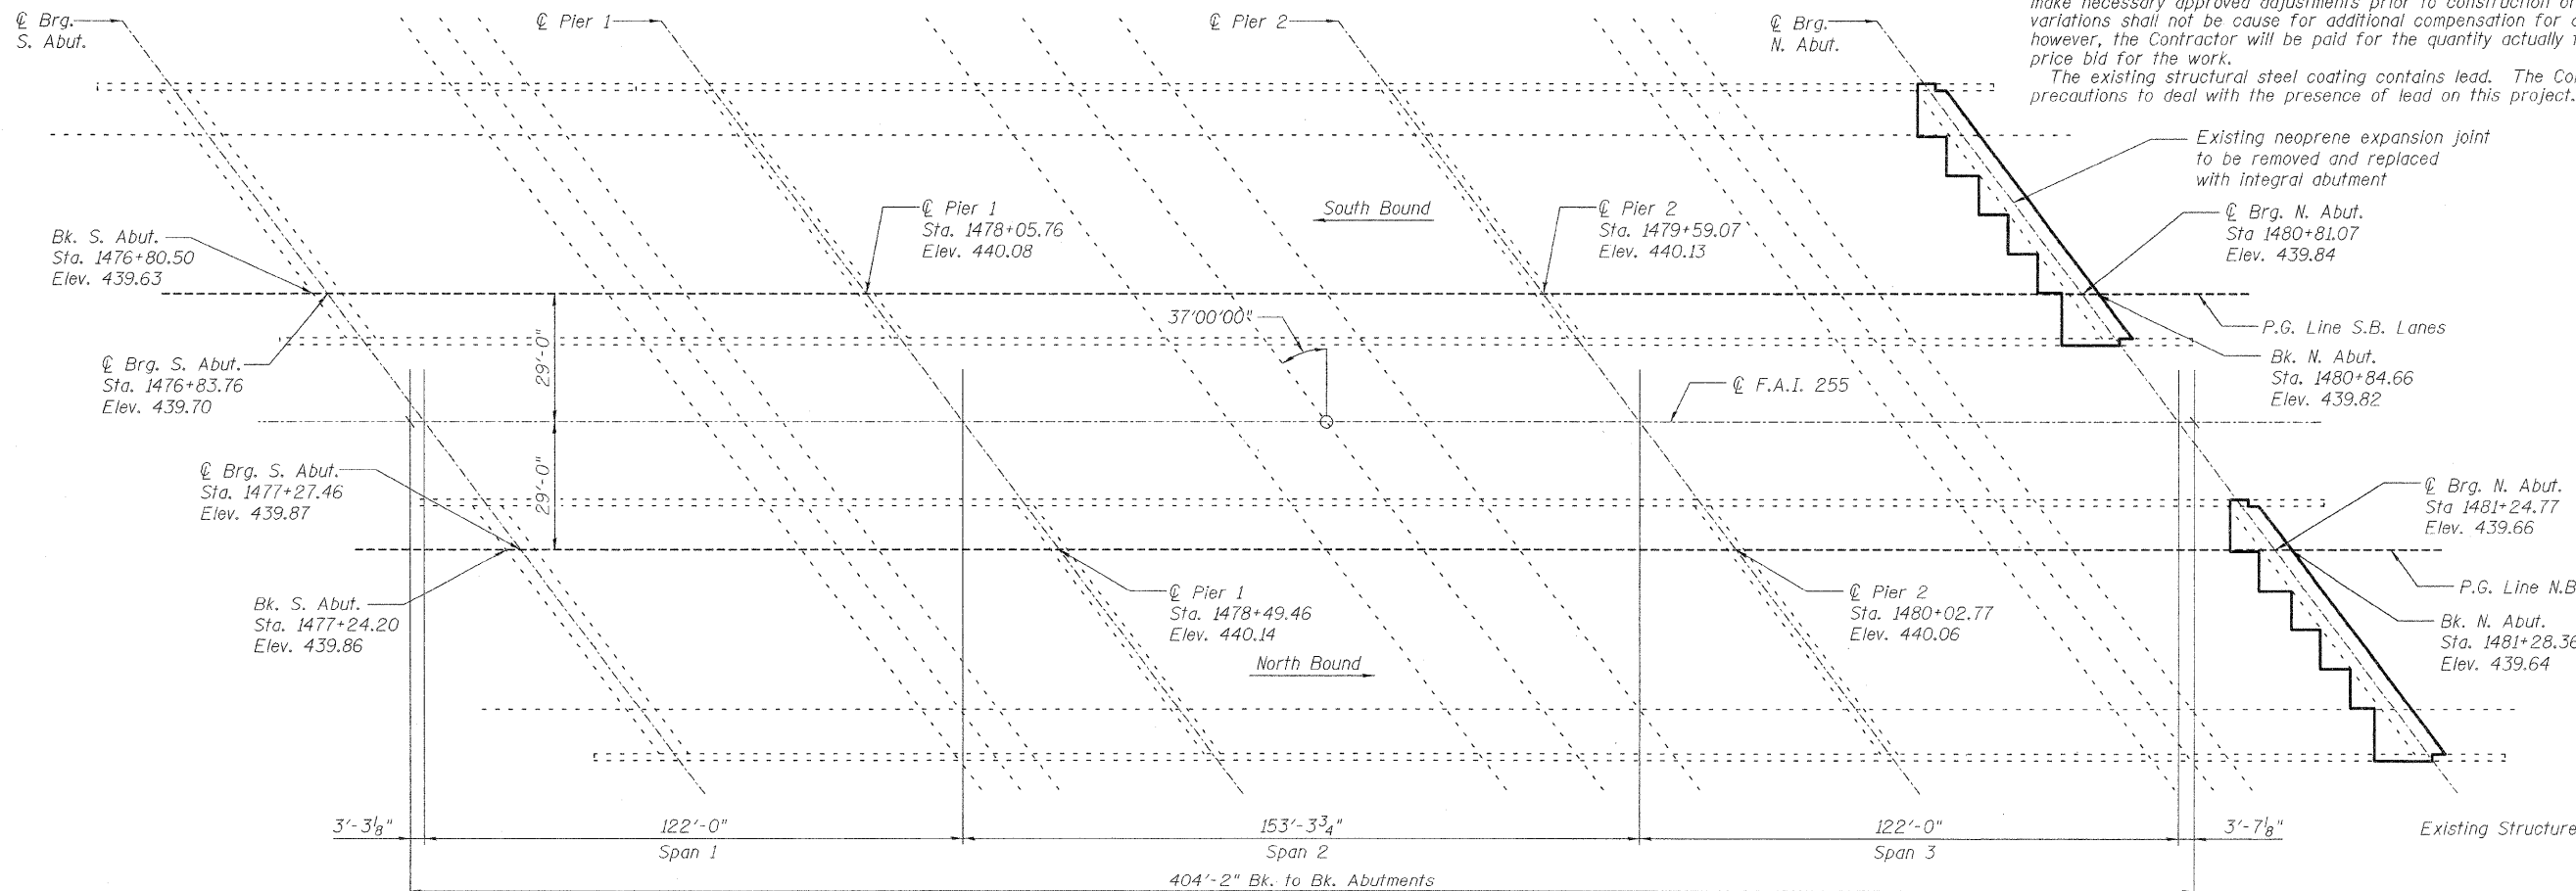 ℄ Brg.
S. Abut.
℄ Pier 1
℄ Pier 2
℄ Brg.
N. Abut.
make necessary approved adjustments prior to construction or
variations shall not be cause for additional compensation for a
however, the Contractor will be paid for the quantity actually
price bid for the work.
The existing structural steel coating contains lead. The Co
precautions to deal with the presence of lead on this project.
Existing neoprene expansion joint
to be removed and replaced
with integral abutment
℄ Pier 1
Sta. 1478+05.76
Elev. 440.08
South Bound
℄ Pier 2
Sta. 1479+59.07
Elev. 440.13
℄ Brg. N. Abut.
Sta 1480+81.07
Elev. 439.84
Bk. S. Abut.
Sta. 1476+80.50
Elev. 439.63
37°00'00"
P.G. Line S.B. Lanes
℄ Brg. S. Abut.
Sta. 1476+83.76
Elev. 439.70
29'-0"
℄ F.A.I. 255
Bk. N. Abut.
Sta. 1480+84.66
Elev. 439.82
℄ Brg. S. Abut.
Sta. 1477+27.46
Elev. 439.87
29'-0"
℄ Brg. N. Abut.
Sta 1481+24.77
Elev. 439.66
Bk. S. Abut.
Sta. 1477+24.20
Elev. 439.86
℄ Pier 1
Sta. 1478+49.46
Elev. 440.14
North Bound
℄ Pier 2
Sta. 1480+02.77
Elev. 440.06
P.G. Line N.B
Bk. N. Abut.
Sta. 1481+28.36
Elev. 439.64
3'-3⅛" 122'-0" 153'-3¾" 122'-0" 3'-7⅛" Existing Structure
Span 1 Span 2 Span 3
404'-2" Bk. to Bk. Abutments